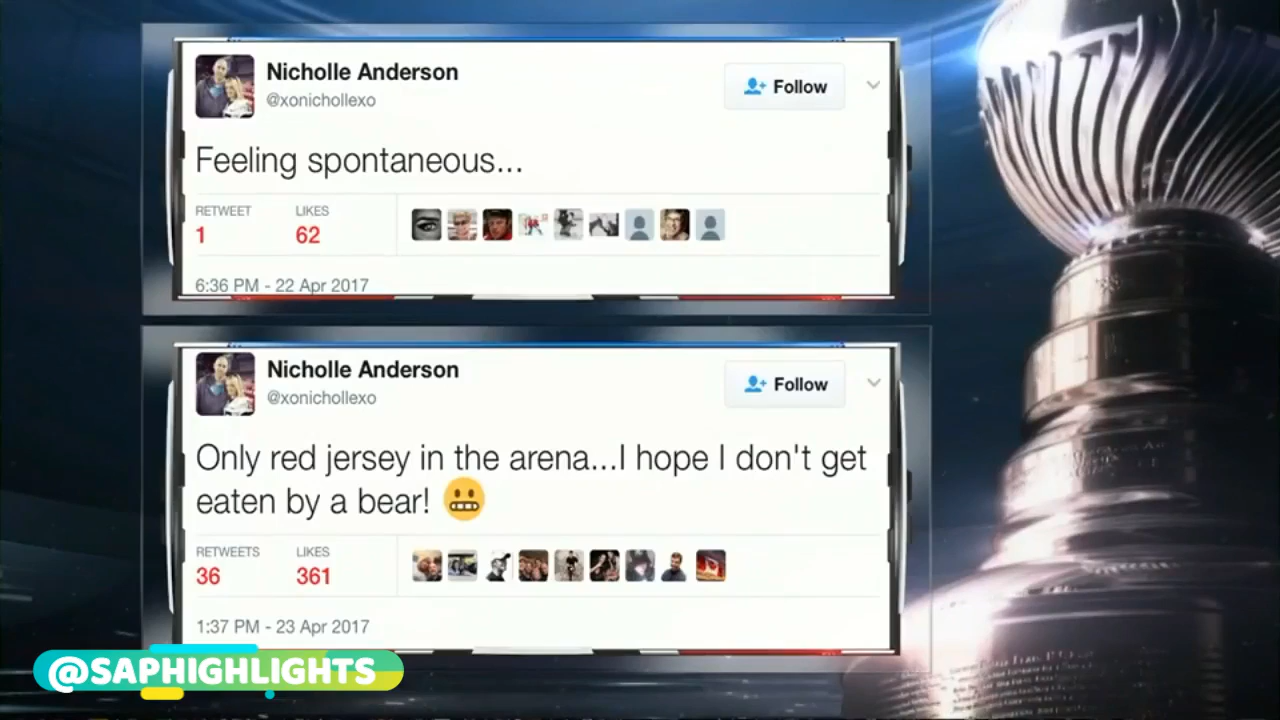 Nicholle Anderson
@xonichollexo
Follow
Feeling spontaneous...
RETWEET LIKES
1 62
6:36 PM - 22 Apr 2017
Nicholle Anderson
@xonichollexo
Follow
Only red jersey in the arena...I hope I don't get
eaten by a bear! 😬
RETWEETS LIKES
36 361
1:37 PM - 23 Apr 2017
@SAPHIGHLIGHTS